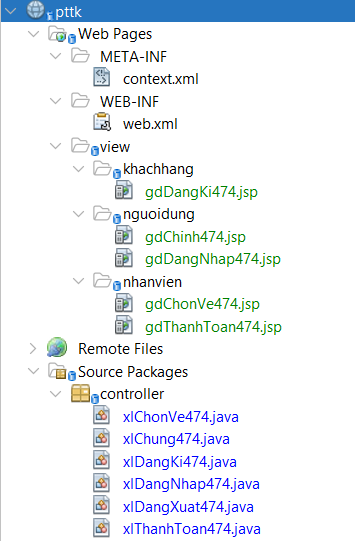 pttk
Web Pages
META-INF
context.xml
WEB-INF
web.xml
view
khachhang
gdDangKi474.jsp
nguoidung
gdChinh474.jsp
gdDangNhap474.jsp
nhanvien
gdChonVe474.jsp
gdThanhToan474.jsp
Remote Files
Source Packages
controller
xlChonVe474.java
xlChung474.java
xlDangKi474.java
xlDangNhap474.java
xlDangXuat474.java
xlThanhToan474.java